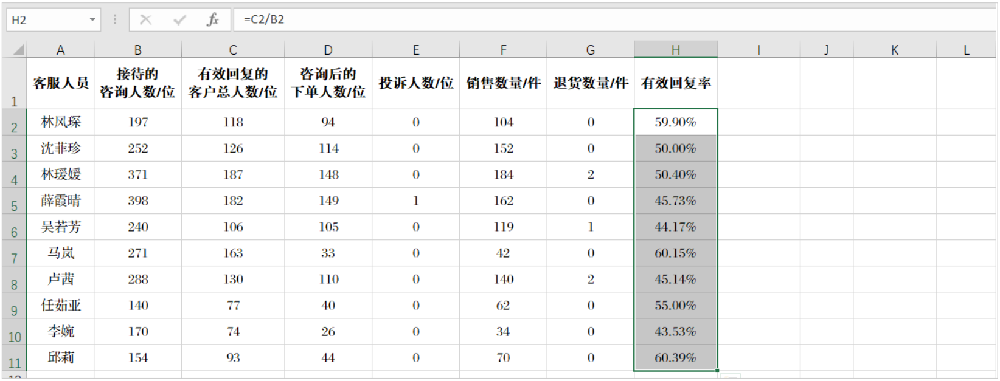 H2 fx =C2/B2
A B C D E F G H I J K L
1 客服人员 接待的咨询人数/位 有效回复的客户总人数/位 咨询后的下单人数/位 投诉人数/位 销售数量/件 退货数量/件 有效回复率
2 林风琛 197 118 94 0 104 0 59.90%
3 沈菲珍 252 126 114 0 152 0 50.00%
4 林瑗媛 371 187 148 0 184 2 50.40%
5 薛霞晴 398 182 149 1 162 0 45.73%
6 吴若芳 240 106 105 0 119 1 44.17%
7 马岚 271 163 33 0 42 0 60.15%
8 卢茜 288 130 110 0 140 2 45.14%
9 任茹亚 140 77 40 0 62 0 55.00%
10 李婉 170 74 26 0 34 0 43.53%
11 邱莉 154 93 44 0 70 0 60.39%